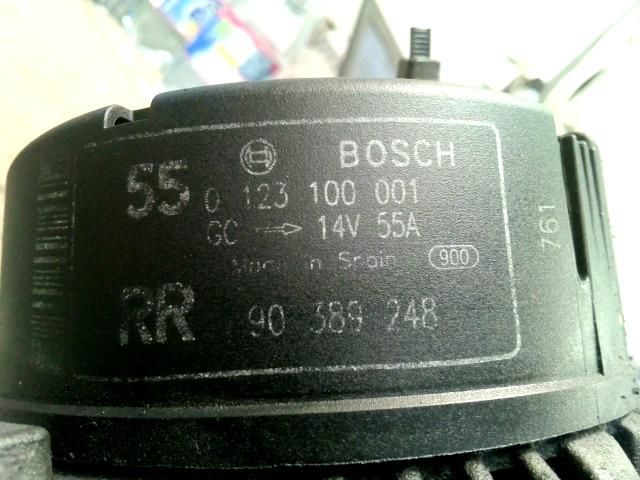 55 BOSCH
0 123 100 001
GC 14V 55A
Made in Spain 900
RR 90 389 248
761